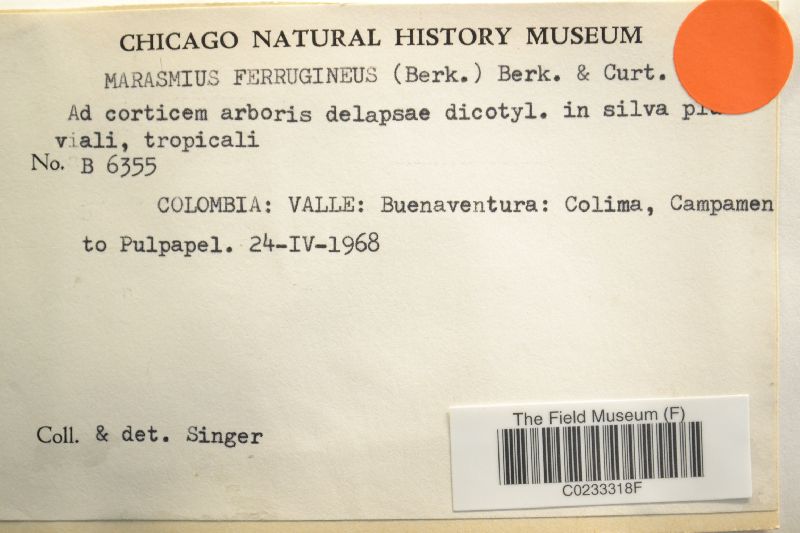 CHICAGO NATURAL HISTORY MUSEUM
MARASMIUS FERRUGINEUS (Berk.) Berk. & Curt.
Ad corticem arboris delapsae dicotyl. in silva plu
viali, tropicali
No. B 6355
COLOMBIA: VALLE: Buenaventura: Colima, Campamen
to Pulpapel. 24-IV-1968
Coll. & det. Singer
The Field Museum (F)
C0233318F